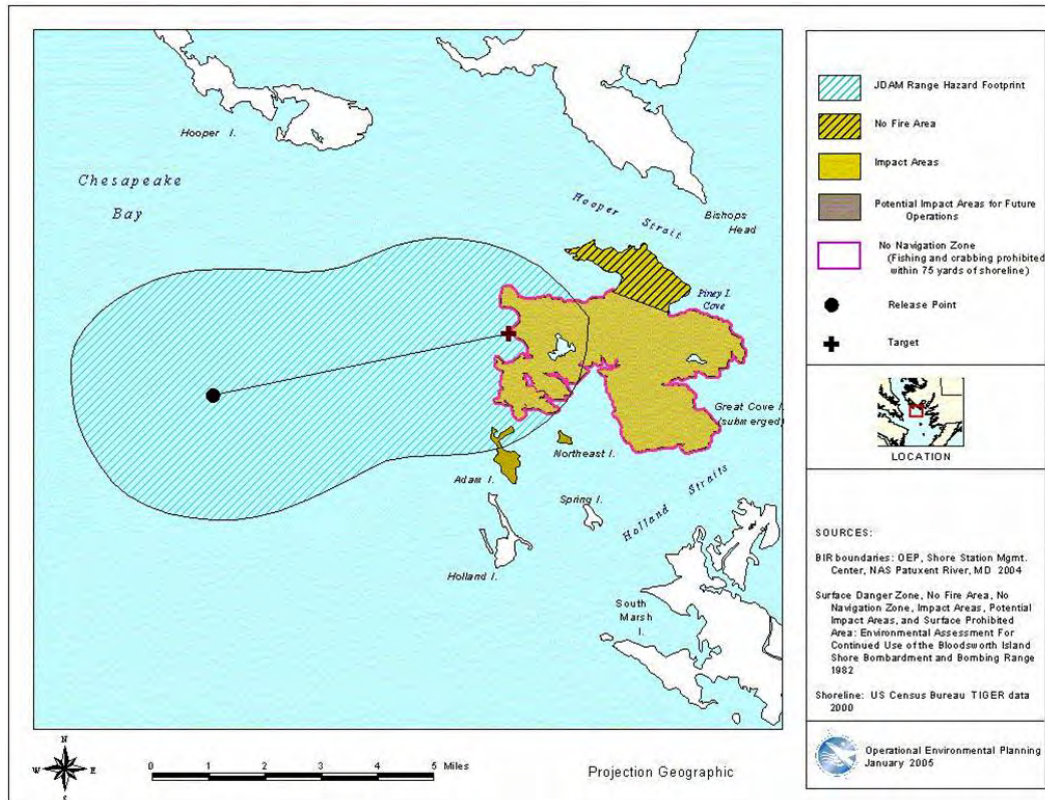 Hooper I.
Chesapeake
Bay
Hooper Strait
Bishops
Head
Piney I.
Cove
Great Cove I.
(submerged)
Northeast I.
Adam I.
Spring I.
Holland Straits
Holland I.
South
Marsh
I.
JDAM Range Hazard Footprint
No Fire Area
Impact Areas
Potential Impact Areas for Future
Operations
No Navigation Zone
(Fishing and crabbing prohibited
within 75 yards of shoreline)
Release Point
Target
LOCATION
SOURCES:
BIR boundaries: OEP, Shore Station Mgmt.
Center, NAS Patuxent River, MD 2004
Surface Danger Zone, No Fire Area, No
Navigation Zone, Impact Areas, Potential
Impact Areas, and Surface Prohibited
Area: Environmental Assessment For
Continued Use of the Bloodsworth Island
Shore Bombardment and Bombing Range
1982
Shoreline: US Census Bureau TIGER data
2000
Operational Environmental Planning
January 2005
N
W E
S
0 1 2 3 4 5 Miles
Projection Geographic